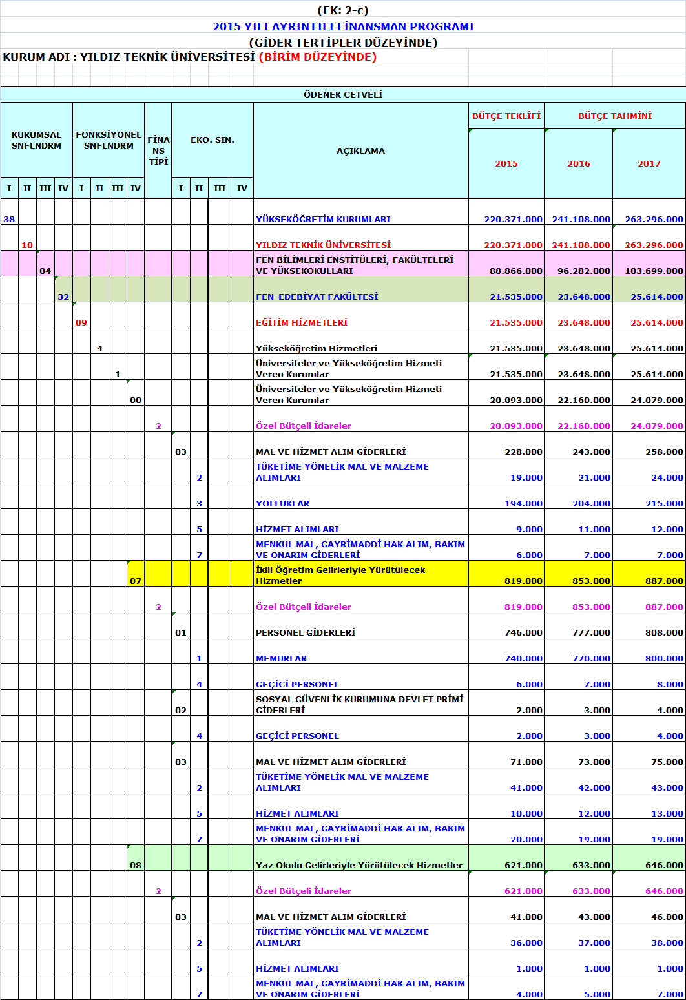 (EK: 2-c)
2015 YILI AYRINTILI FİNANSMAN PROGRAMI
(GİDER TERTİPLER DÜZEYİNDE)
KURUM ADI : YILDIZ TEKNİK ÜNİVERSİTESİ (BİRİM DÜZEYİNDE)
ÖDENEK CETVELİ
KURUMSAL SNFLNDRM FONKSİYONEL SNFLNDRM FİNANS TİPİ EKO. SIN. AÇIKLAMA BÜTÇE TEKLİFİ BÜTÇE TAHMİNİ
2015 2016 2017
I II III IV I II III IV I II III IV
38 YÜKSEKÖĞRETİM KURUMLARI 220.371.000 241.108.000 263.296.000
10 YILDIZ TEKNİK ÜNİVERSİTESİ 220.371.000 241.108.000 263.296.000
FEN BİLİMLERİ ENSTİTÜLERİ, FAKÜLTELERİ
04 VE YÜKSEKOKULLARI 88.866.000 96.282.000 103.699.000
32 FEN-EDEBİYAT FAKÜLTESİ 21.535.000 23.648.000 25.614.000
09 EĞİTİM HİZMETLERİ 21.535.000 23.648.000 25.614.000
4 Yükseköğretim Hizmetleri 21.535.000 23.648.000 25.614.000
Üniversiteler ve Yükseköğretim Hizmeti
1 Veren Kurumlar 21.535.000 23.648.000 25.614.000
Üniversiteler ve Yükseköğretim Hizmeti
00 Veren Kurumlar 20.093.000 22.160.000 24.079.000
2 Özel Bütçeli İdareler 20.093.000 22.160.000 24.079.000
03 MAL VE HİZMET ALIM GİDERLERİ 228.000 243.000 258.000
TÜKETİME YÖNELİK MAL VE MALZEME
2 ALIMLARI 19.000 21.000 24.000
3 YOLLUKLAR 194.000 204.000 215.000
5 HİZMET ALIMLARI 9.000 11.000 12.000
MENKUL MAL, GAYRİMADDİ HAK ALIM, BAKIM
7 VE ONARIM GİDERLERİ 6.000 7.000 7.000
İkili Öğretim Gelirleriyle Yürütülecek
07 Hizmetler 819.000 853.000 887.000
2 Özel Bütçeli İdareler 819.000 853.000 887.000
01 PERSONEL GİDERLERİ 746.000 777.000 808.000
1 MEMURLAR 740.000 770.000 800.000
4 GEÇİCİ PERSONEL 6.000 7.000 8.000
SOSYAL GÜVENLİK KURUMUNA DEVLET PRİMİ
02 GİDERLERİ 2.000 3.000 4.000
4 GEÇİCİ PERSONEL 2.000 3.000 4.000
03 MAL VE HİZMET ALIM GİDERLERİ 71.000 73.000 75.000
TÜKETİME YÖNELİK MAL VE MALZEME
2 ALIMLARI 41.000 42.000 43.000
5 HİZMET ALIMLARI 10.000 12.000 13.000
MENKUL MAL, GAYRİMADDİ HAK ALIM, BAKIM
7 VE ONARIM GİDERLERİ 20.000 19.000 19.000
08 Yaz Okulu Gelirleriyle Yürütülecek Hizmetler 621.000 633.000 646.000
2 Özel Bütçeli İdareler 621.000 633.000 646.000
03 MAL VE HİZMET ALIM GİDERLERİ 41.000 43.000 46.000
TÜKETİME YÖNELİK MAL VE MALZEME
2 ALIMLARI 36.000 37.000 38.000
5 HİZMET ALIMLARI 1.000 1.000 1.000
MENKUL MAL, GAYRİMADDİ HAK ALIM, BAKIM
7 VE ONARIM GİDERLERİ 4.000 5.000 7.000